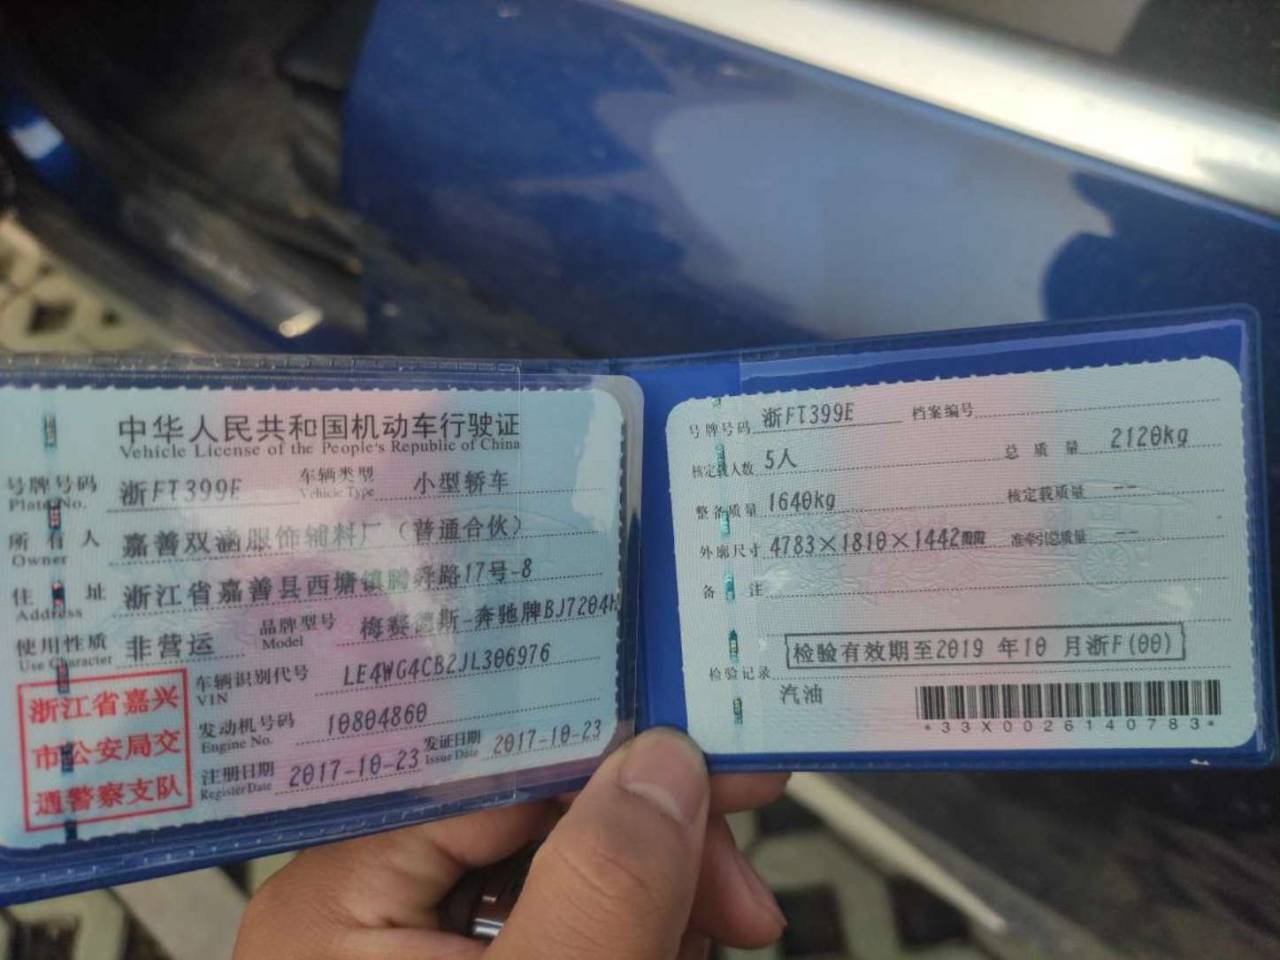 中华人民共和国机动车行驶证
Vehicle License of the People's Republic of China
号牌号码 浙FT399E 车辆类型 小型轿车
Plate No. Vehicle Type
所有人 嘉善双涵服饰辅料厂（普通合伙）
Owner
住址 浙江省嘉善县西塘镇腾舜路17号-8
Address
使用性质 非营运 品牌型号 梅赛德斯-奔驰牌BJ7204H
Use Character Model
车辆识别代号 LE4WG4CB2JL306976
VIN
发动机号码 10804860
Engine No.
注册日期 2017-10-23 发证日期 2017-10-23
Register Date Issue Date
浙江省嘉兴
市公安局交
通警察支队
号牌号码 浙FT399E 档案编号
核定载人数 5人 总质量 2120kg
整备质量 1640kg 核定载质量 --
外廓尺寸 4783×1810×1442mm 准牵引总质量 --
备注
检验有效期至2019 年10 月浙F(00)
检验记录
汽油
*33X0026140783*